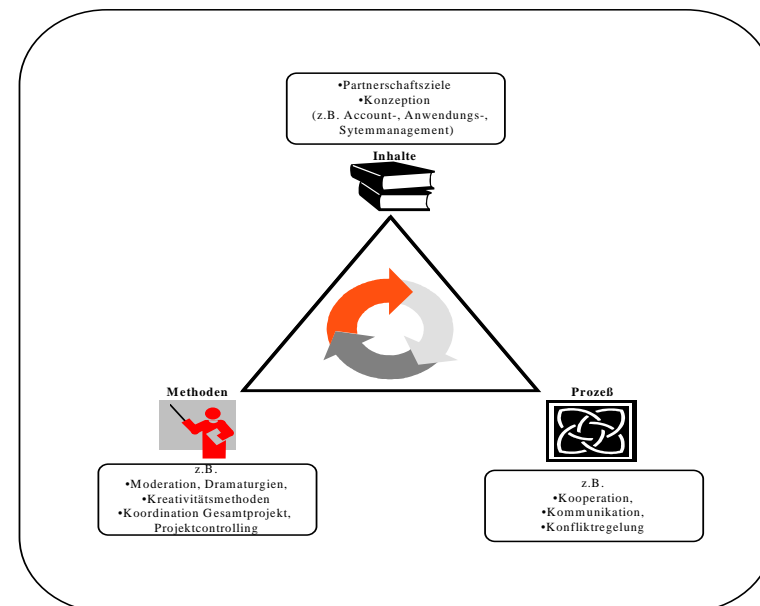 •Partnerschaftsziele
•Konzeption
(z.B. Account-, Anwendungs-,
Sytemmanagement)
Inhalte
Methoden
z.B.
•Moderation, Dramaturgien,
•Kreativitätsmethoden
•Koordination Gesamtprojekt,
Projektcontrolling
Prozeß
z.B.
•Kooperation,
•Kommunikation,
•Konfliktregelung